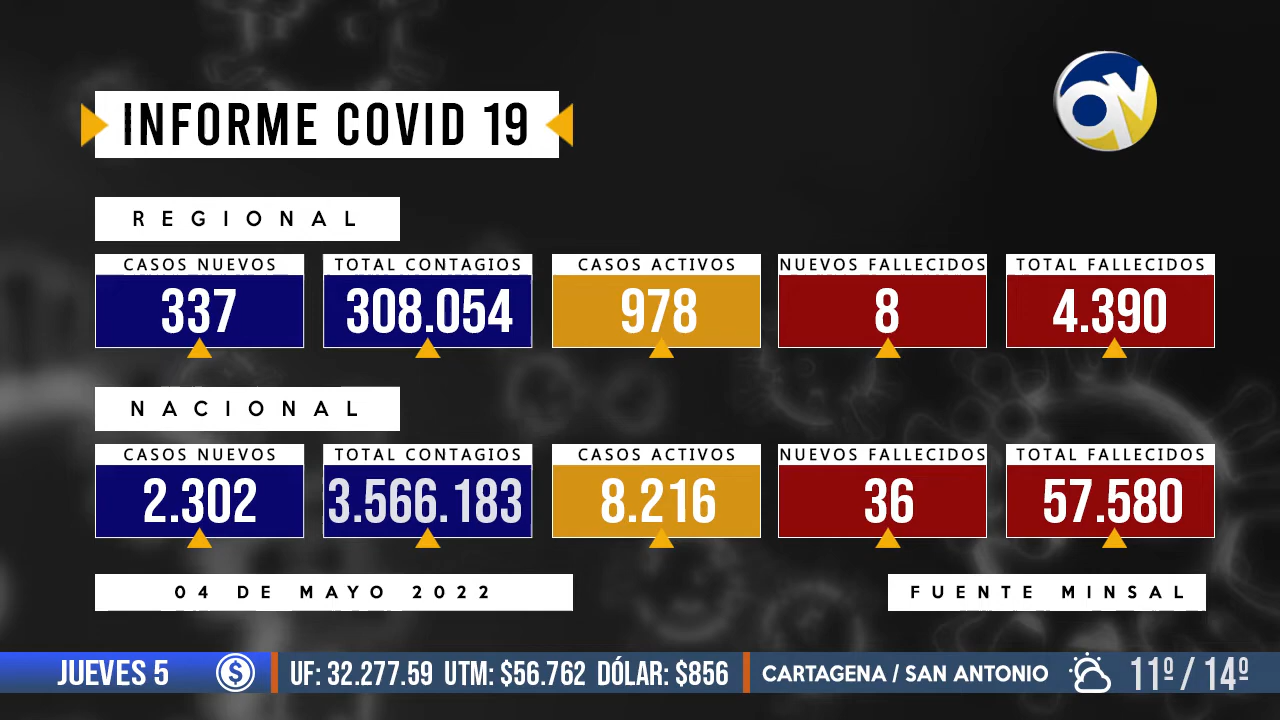 INFORME COVID 19
REGIONAL
CASOS NUEVOS TOTAL CONTAGIOS CASOS ACTIVOS NUEVOS FALLECIDOS TOTAL FALLECIDOS
337 308.054 978 8 4.390
NACIONAL
CASOS NUEVOS TOTAL CONTAGIOS CASOS ACTIVOS NUEVOS FALLECIDOS TOTAL FALLECIDOS
2.302 3.566.183 8.216 36 57.580
04 DE MAYO 2022 FUENTE MINSAL
JUEVES 5 $ UF: 32.277.59 UTM: $56.762 DÓLAR: $856 CARTAGENA / SAN ANTONIO 11º / 14º